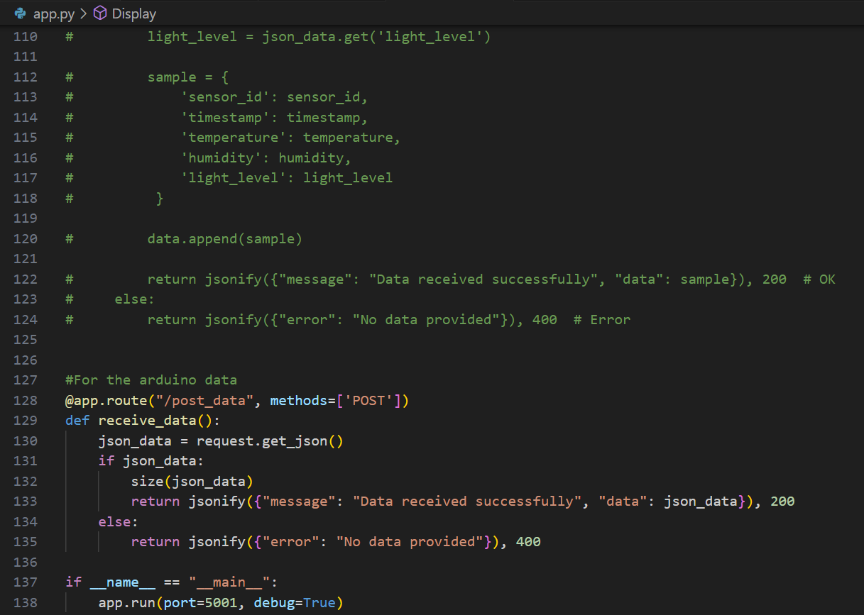 app.py > Display
110 #         light_level = json_data.get('light_level')
111
112 #         sample = {
113 #             'sensor_id': sensor_id,
114 #             'timestamp': timestamp,
115 #             'temperature': temperature,
116 #             'humidity': humidity,
117 #             'light_level': light_level
118 #          }
119
120 #         data.append(sample)
121
122 #         return jsonify({"message": "Data received successfully", "data": sample}), 200  # OK
123 #     else:
124 #         return jsonify({"error": "No data provided"}), 400  # Error
125
126
127 #For the arduino data
128 @app.route("/post_data", methods=['POST'])
129 def receive_data():
130     json_data = request.get_json()
131     if json_data:
132         size(json_data)
133         return jsonify({"message": "Data received successfully", "data": json_data}), 200
134     else:
135         return jsonify({"error": "No data provided"}), 400
136
137 if __name__ == "__main__":
138     app.run(port=5001, debug=True)